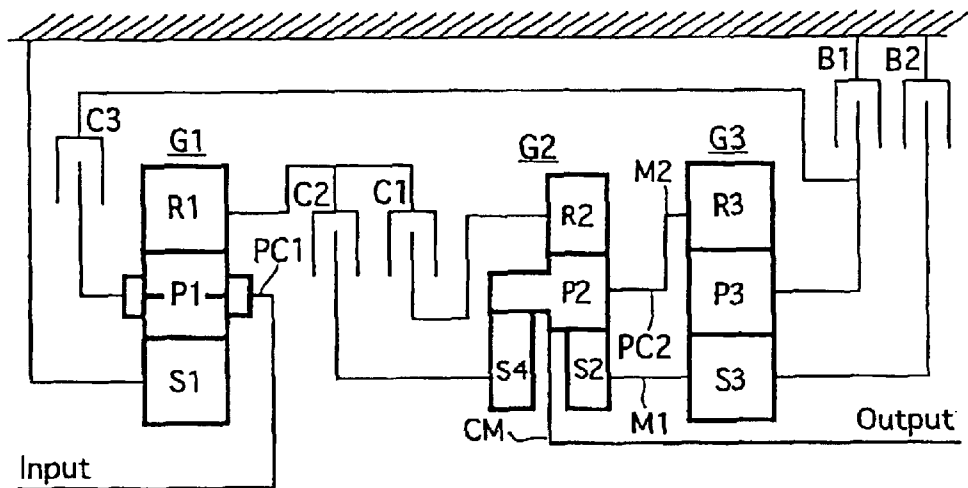 B1 B2
C3
G1 G2 G3
M2
C2 C1
R1 R2 R3
PC1
P1 P2 P3
PC2
S1 S4 S2 S3
CM M1
Output
Input